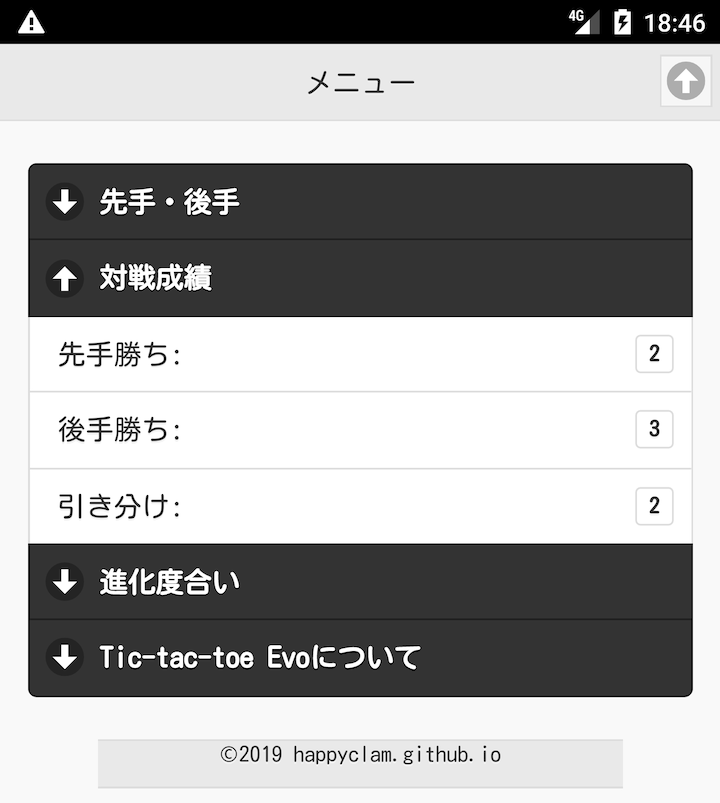 4G 18:46
メニュー
先手・後手
対戦成績
先手勝ち: 2
後手勝ち: 3
引き分け: 2
進化度合い
Tic-tac-toe Evoについて
©2019 happyclam.github.io